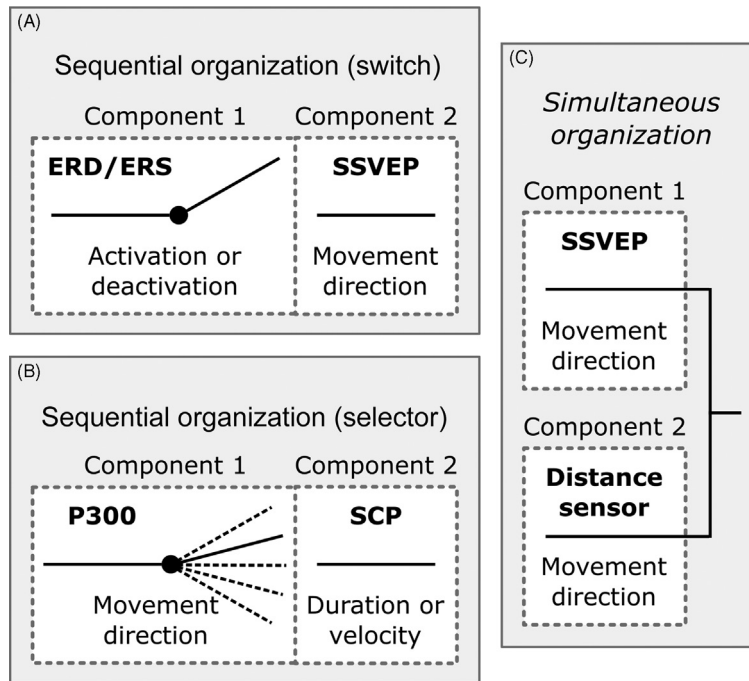 (A)
Sequential organization (switch)
Component 1
Component 2
ERD/ERS
SSVEP
Activation or
deactivation
Movement
direction
(B)
Sequential organization (selector)
Component 1
Component 2
P300
SCP
Movement
direction
Duration or
velocity
(C)
Simultaneous
organization
Component 1
SSVEP
Movement
direction
Component 2
Distance
sensor
Movement
direction